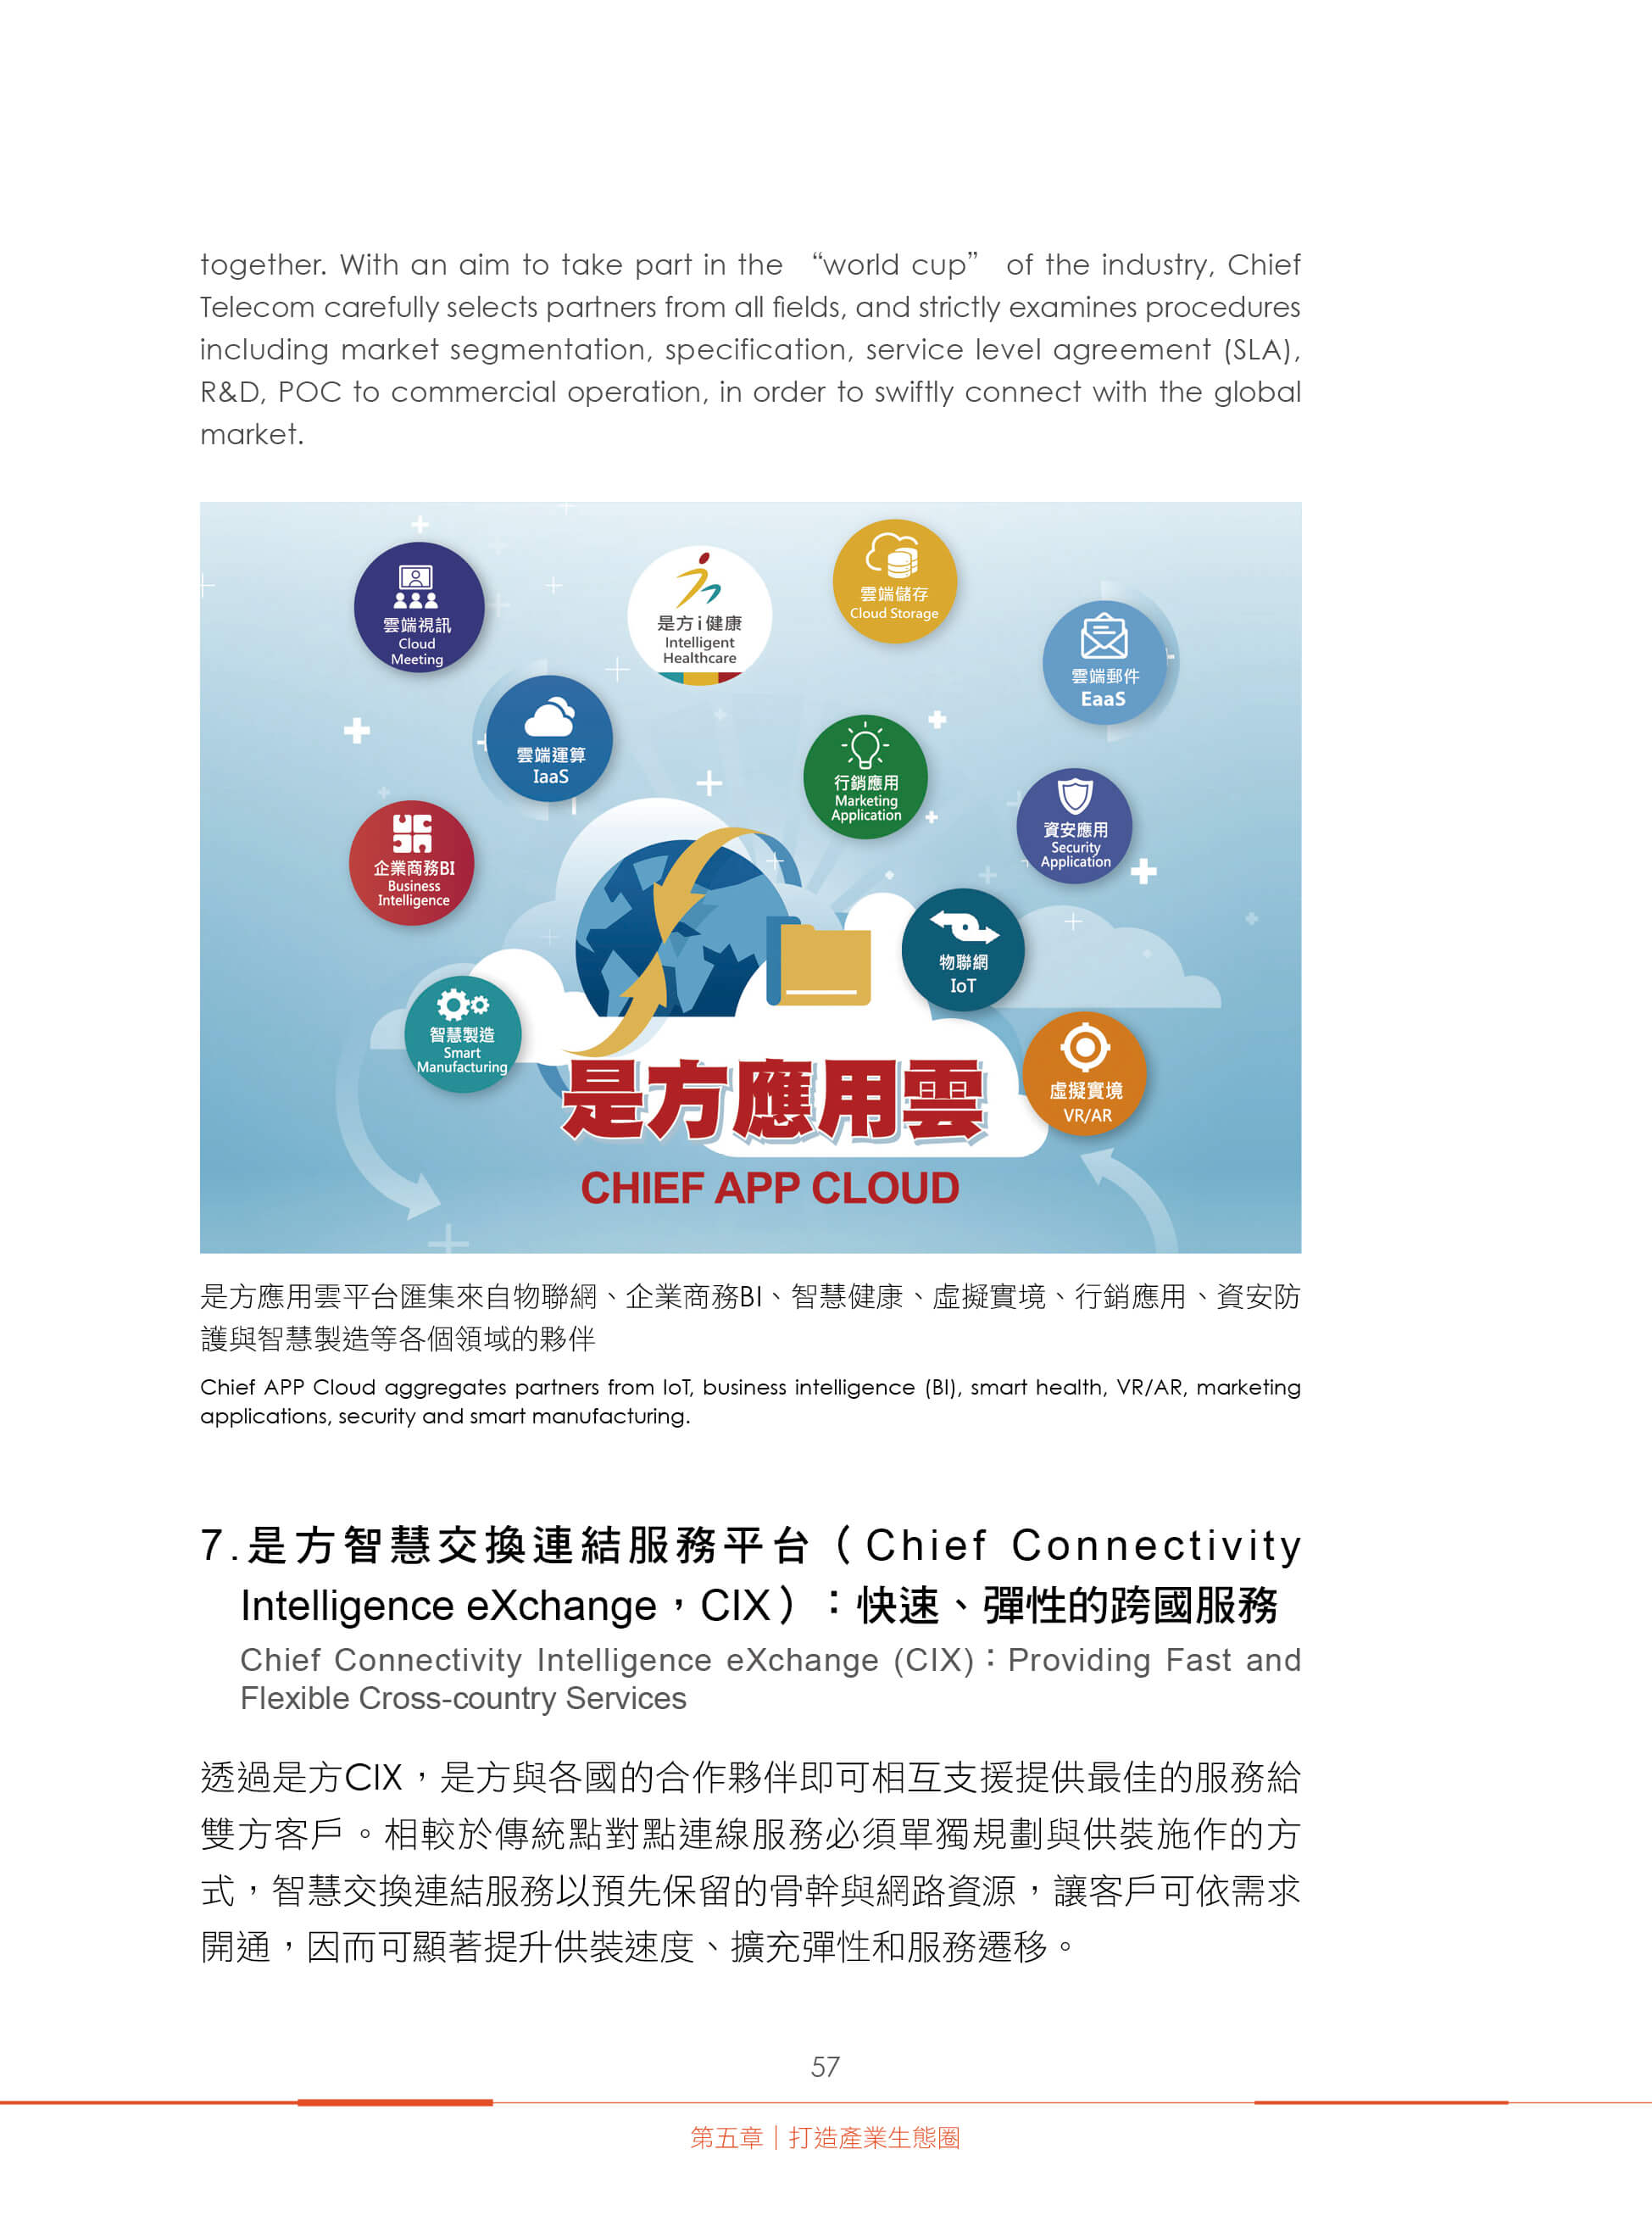 together. With an aim to take part in the “world cup” of the industry, Chief
Telecom carefully selects partners from all fields, and strictly examines procedures
including market segmentation, specification, service level agreement (SLA),
R&D, POC to commercial operation, in order to swiftly connect with the global
market.
雲端視訊
Cloud
Meeting
是方i健康
Intelligent
Healthcare
雲端儲存
Cloud Storage
雲端郵件
EaaS
雲端運算
IaaS
行銷應用
Marketing
Application
資安應用
Security
Application
企業商務BI
Business
Intelligence
物聯網
IoT
智慧製造
Smart
Manufacturing
虛擬實境
VR/AR
是方應用雲
CHIEF APP CLOUD
是方應用雲平台匯集來自物聯網、企業商務BI、智慧健康、虛擬實境、行銷應用、資安防
護與智慧製造等各個領域的夥伴
Chief APP Cloud aggregates partners from IoT, business intelligence (BI), smart health, VR/AR, marketing
applications, security and smart manufacturing.
7.是方智慧交換連結服務平台（Chief Connectivity
Intelligence eXchange，CIX）：快速、彈性的跨國服務
Chief Connectivity Intelligence eXchange (CIX)：Providing Fast and
Flexible Cross-country Services
透過是方CIX，是方與各國的合作夥伴即可相互支援提供最佳的服務給
雙方客戶。相較於傳統點對點連線服務必須單獨規劃與供裝施作的方
式，智慧交換連結服務以預先保留的骨幹與網路資源，讓客戶可依需求
開通，因而可顯著提升供裝速度、擴充彈性和服務遷移。
57
第五章｜打造產業生態圈